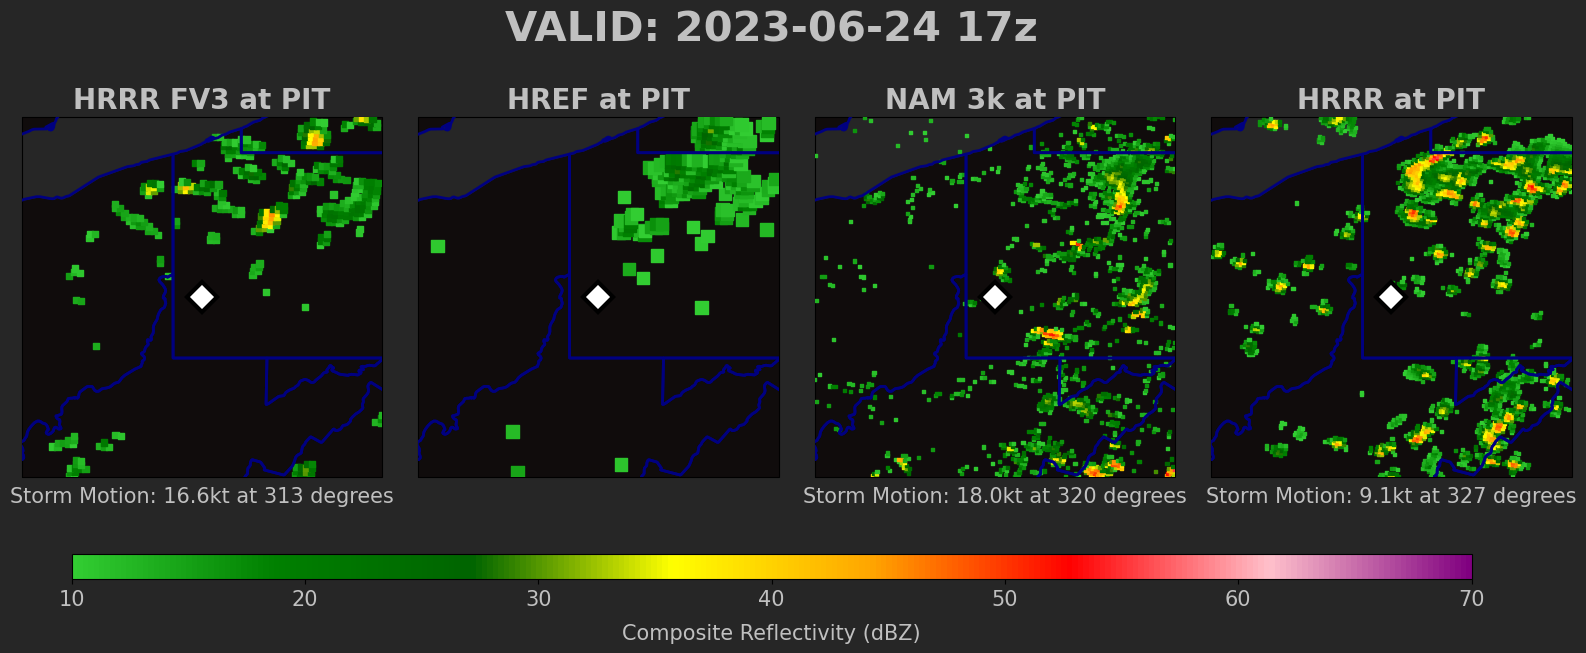 VALID: 2023-06-24 17z
HRRR FV3 at PIT
HREF at PIT
NAM 3k at PIT
HRRR at PIT
Storm Motion: 16.6kt at 313 degrees
Storm Motion: 18.0kt at 320 degrees
Storm Motion: 9.1kt at 327 degrees
10 20 30 40 50 60 70
Composite Reflectivity (dBZ)